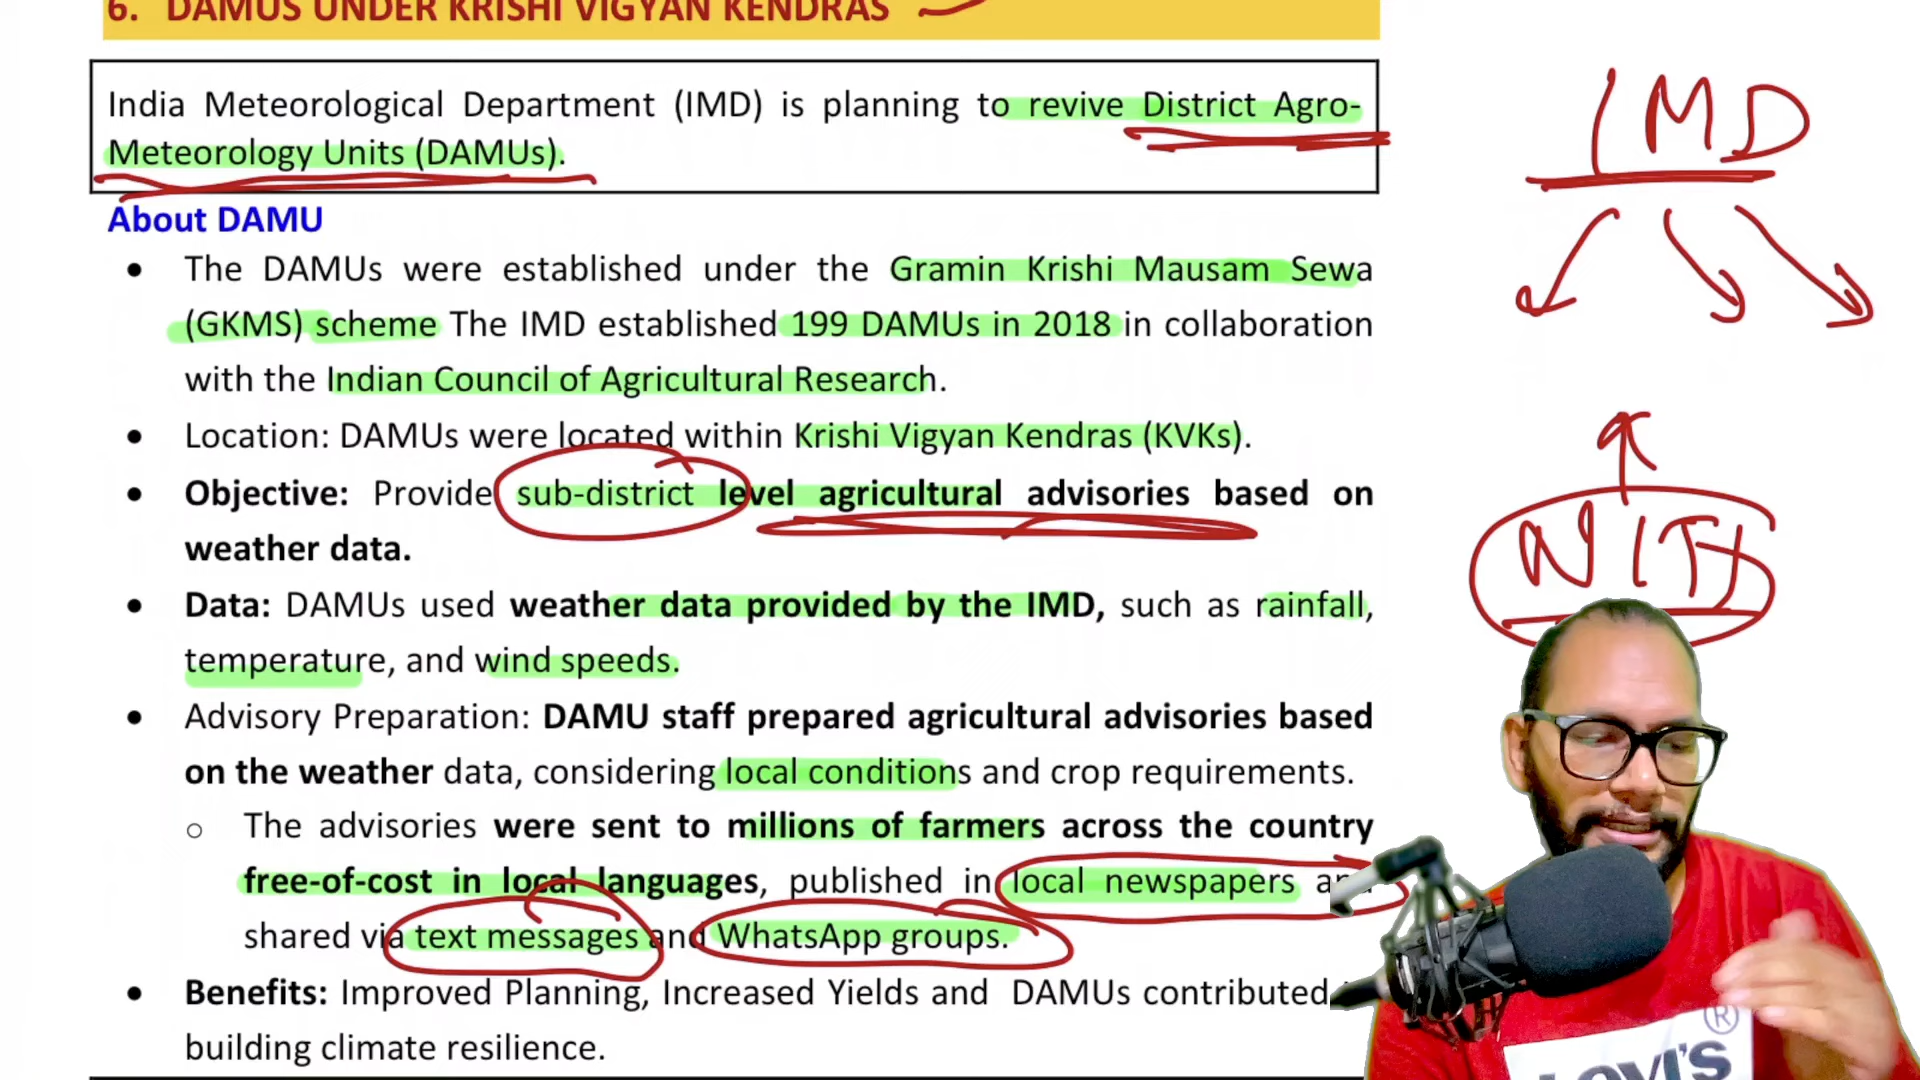 6. DAMUS UNDER KRISHI VIGYAN KENDRAS
India Meteorological Department (IMD) is planning to revive District Agro-
Meteorology Units (DAMUs).
About DAMU
• The DAMUs were established under the Gramin Krishi Mausam Sewa
(GKMS) scheme The IMD established 199 DAMUs in 2018 in collaboration
with the Indian Council of Agricultural Research.
• Location: DAMUs were located within Krishi Vigyan Kendras (KVKs).
• Objective: Provide sub-district level agricultural advisories based on
weather data.
• Data: DAMUs used weather data provided by the IMD, such as rainfall,
temperature, and wind speeds.
• Advisory Preparation: DAMU staff prepared agricultural advisories based
on the weather data, considering local conditions and crop requirements.
o The advisories were sent to millions of farmers across the country
free-of-cost in local languages, published in local newspapers
shared via text messages and WhatsApp groups.
• Benefits: Improved Planning, Increased Yields and DAMUs contributed
building climate resilience.
IMD
NITI
Levi's
®